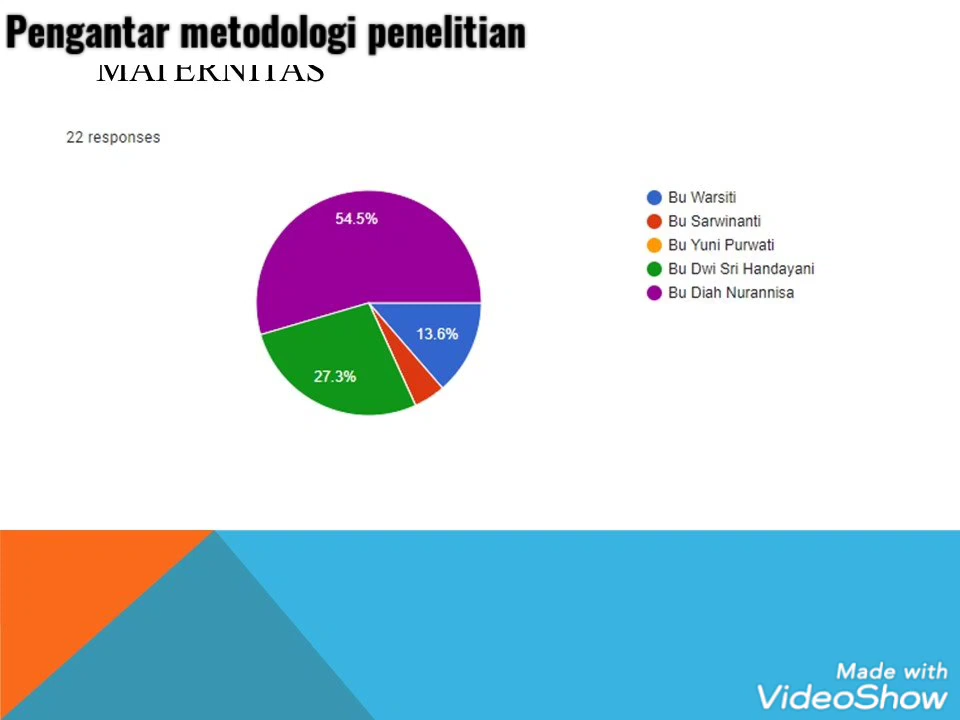 Pengantar metodologi penelitian
MATERNITAS
22 responses
54.5%
13.6%
27.3%
Bu Warsiti
Bu Sarwinanti
Bu Yuni Purwati
Bu Dwi Sri Handayani
Bu Diah Nurannisa
Made with
VideoShow